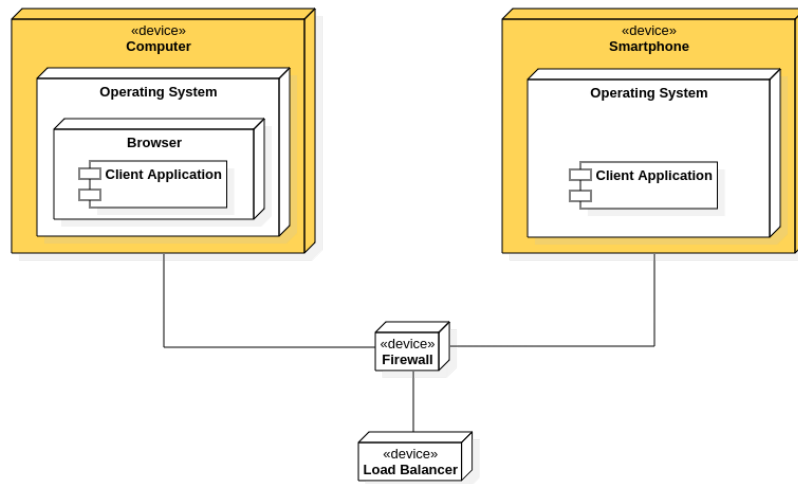 «device»
Computer
Operating System
Browser
Client Application
«device»
Smartphone
Operating System
Client Application
«device»
Firewall
«device»
Load Balancer